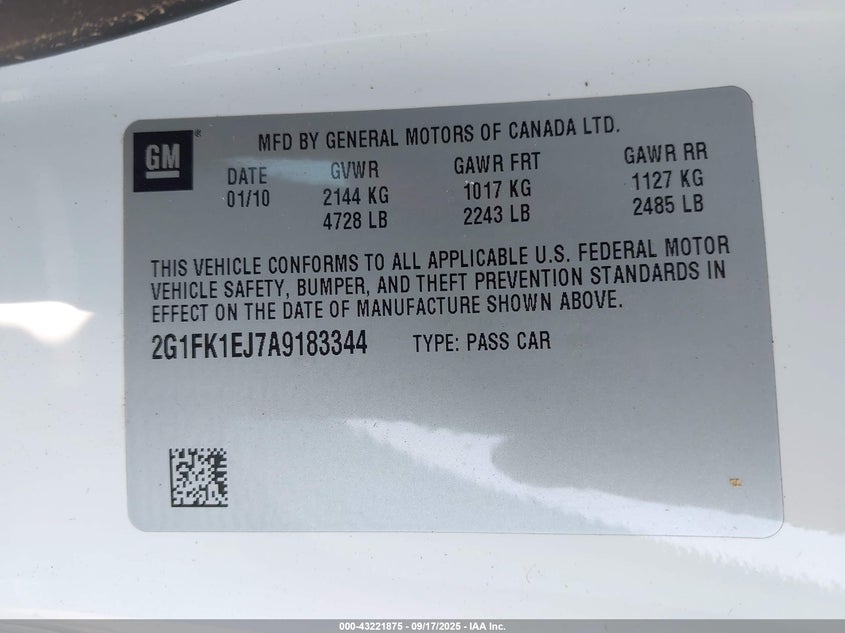 GM ®
MFD BY GENERAL MOTORS OF CANADA LTD.
DATE GVWR GAWR FRT GAWR RR
01/10 2144 KG 1017 KG 1127 KG
4728 LB 2243 LB 2485 LB
THIS VEHICLE CONFORMS TO ALL APPLICABLE U.S. FEDERAL MOTOR
VEHICLE SAFETY, BUMPER, AND THEFT PREVENTION STANDARDS IN
EFFECT ON THE DATE OF MANUFACTURE SHOWN ABOVE.
2G1FK1EJ7A9183344 TYPE: PASS CAR
000-43221875 - 09/17/2025 - IAA Inc.